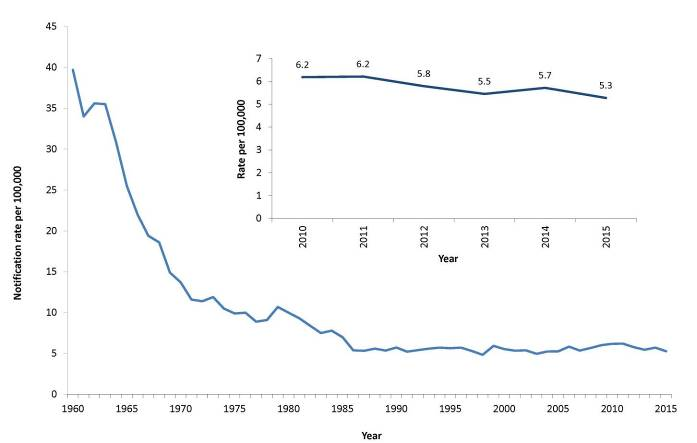 45
40
35
30
25
20
15
10
5
0
Notification rate per 100,000
1960 1965 1970 1975 1980 1985 1990 1995 2000 2005 2010 2015
Year
7
6
5
4
3
2
1
0
Rate per 100,000
6.2 6.2 5.8 5.5 5.7 5.3
2010 2011 2012 2013 2014 2015
Year